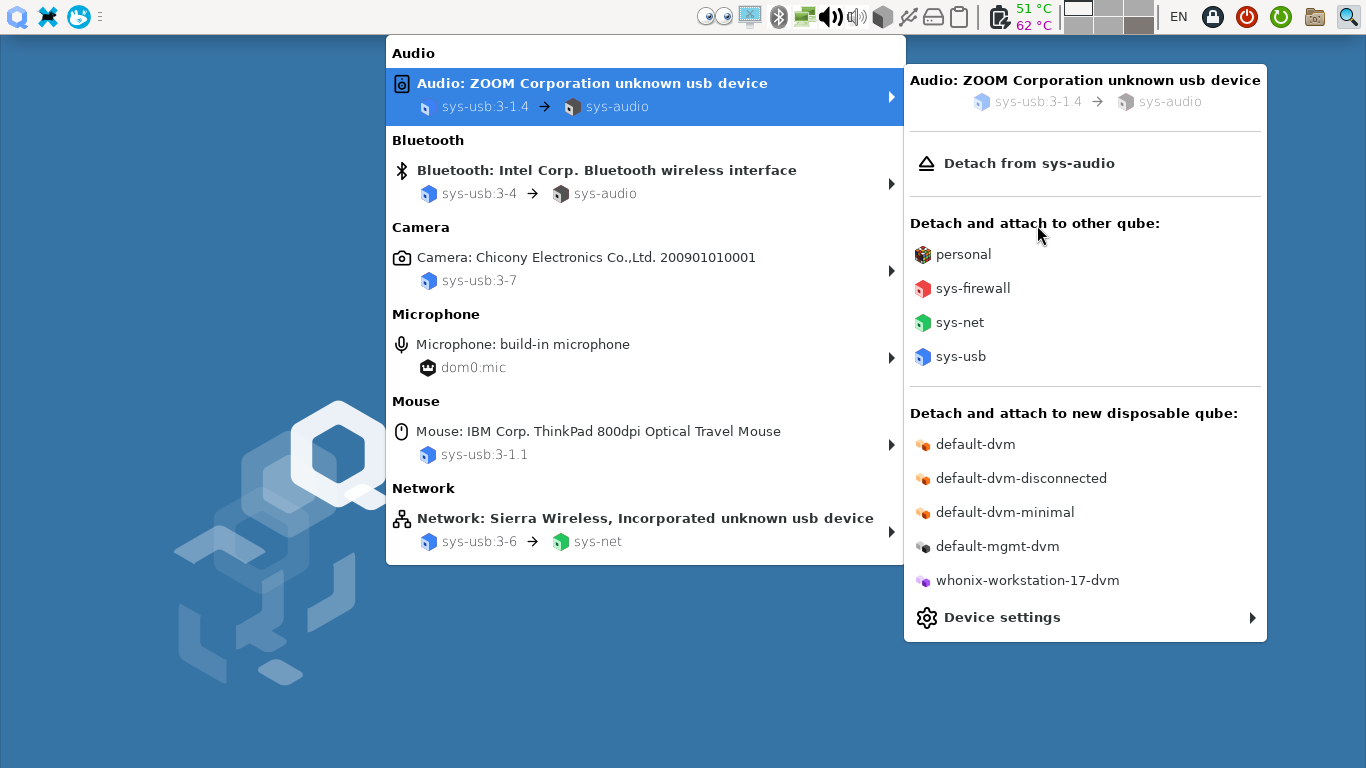 51 °C
62 °C
EN
Audio
Audio: ZOOM Corporation unknown usb device
sys-usb:3-1.4 → sys-audio
Bluetooth
Bluetooth: Intel Corp. Bluetooth wireless interface
sys-usb:3-4 → sys-audio
Camera
Camera: Chicony Electronics Co.,Ltd. 200901010001
sys-usb:3-7
Microphone
Microphone: build-in microphone
dom0:mic
Mouse
Mouse: IBM Corp. ThinkPad 800dpi Optical Travel Mouse
sys-usb:3-1.1
Network
Network: Sierra Wireless, Incorporated unknown usb device
sys-usb:3-6 → sys-net
Audio: ZOOM Corporation unknown usb device
sys-usb:3-1.4 → sys-audio
Detach from sys-audio
Detach and attach to other qube:
personal
sys-firewall
sys-net
sys-usb
Detach and attach to new disposable qube:
default-dvm
default-dvm-disconnected
default-dvm-minimal
default-mgmt-dvm
whonix-workstation-17-dvm
Device settings